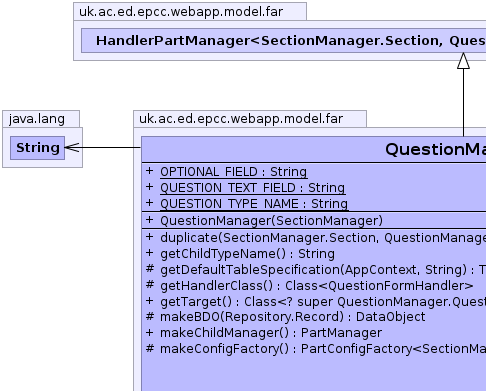 uk.ac.ed.epcc.webapp.model.far
HandlerPartManager<SectionManager.Section, Ques
java.lang
String
uk.ac.ed.epcc.webapp.model.far
QuestionMa
+ OPTIONAL_FIELD : String
+ QUESTION_TEXT_FIELD : String
+ QUESTION_TYPE_NAME : String
+ QuestionManager(SectionManager)
+ duplicate(SectionManager.Section, QuestionManage
+ getChildTypeName() : String
# getDefaultTableSpecification(AppContext, String) : T
# getHandlerClass() : Class<QuestionFormHandler>
+ getTarget() : Class<? super QuestionManager.Quest
# makeBDO(Repository.Record) : DataObject
+ makeChildManager() : PartManager
# makeConfigFactory() : PartConfigFactory<SectionMa